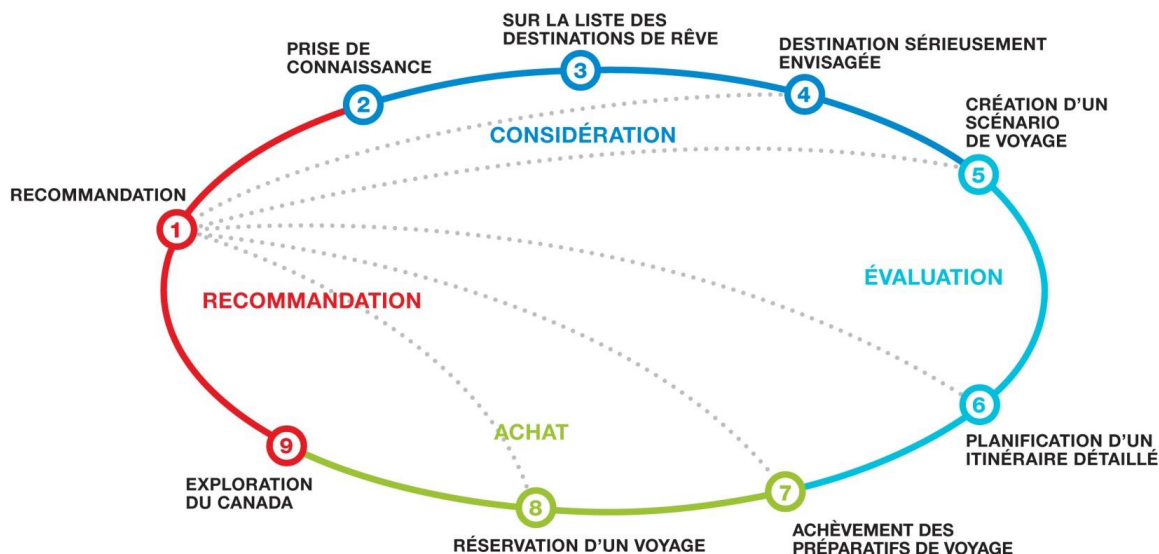 SUR LA LISTE DES
DESTINATIONS DE RÊVE
PRISE DE
CONNAISSANCE
DESTINATION SÉRIEUSEMENT
ENVISAGÉE
3
2
4
CONSIDÉRATION
CRÉATION D'UN
SCÉNARIO
DE VOYAGE
5
RECOMMANDATION
1
RECOMMANDATION
ÉVALUATION
6
PLANIFICATION D'UN
ITINÉRAIRE DÉTAILLÉ
ACHAT
9
EXPLORATION
DU CANADA
8
RÉSERVATION D'UN VOYAGE
7
ACHÈVEMENT DES
PRÉPARATIFS DE VOYAGE